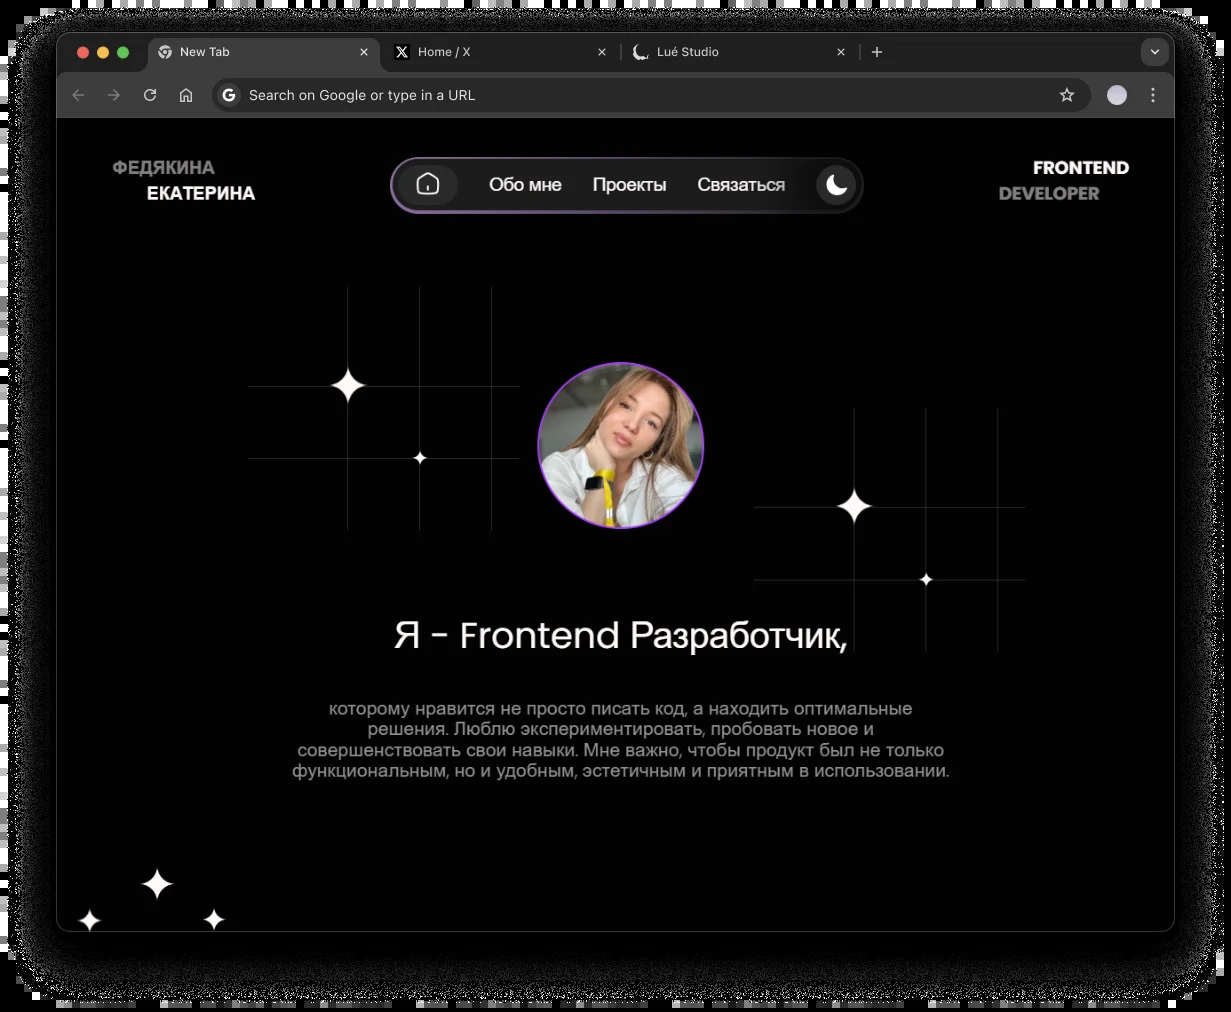 New Tab
Home / X
Lué Studio
Search on Google or type in a URL
ФЕДЯКИНА
ЕКАТЕРИНА
Обо мне
Проекты
Связаться
FRONTEND
DEVELOPER
Я - Frontend Разработчик,
которому нравится не просто писать код, а находить оптимальные
решения. Люблю экспериментировать, пробовать новое и
совершенствовать свои навыки. Мне важно, чтобы продукт был не только
функциональным, но и удобным, эстетичным и приятным в использовании.